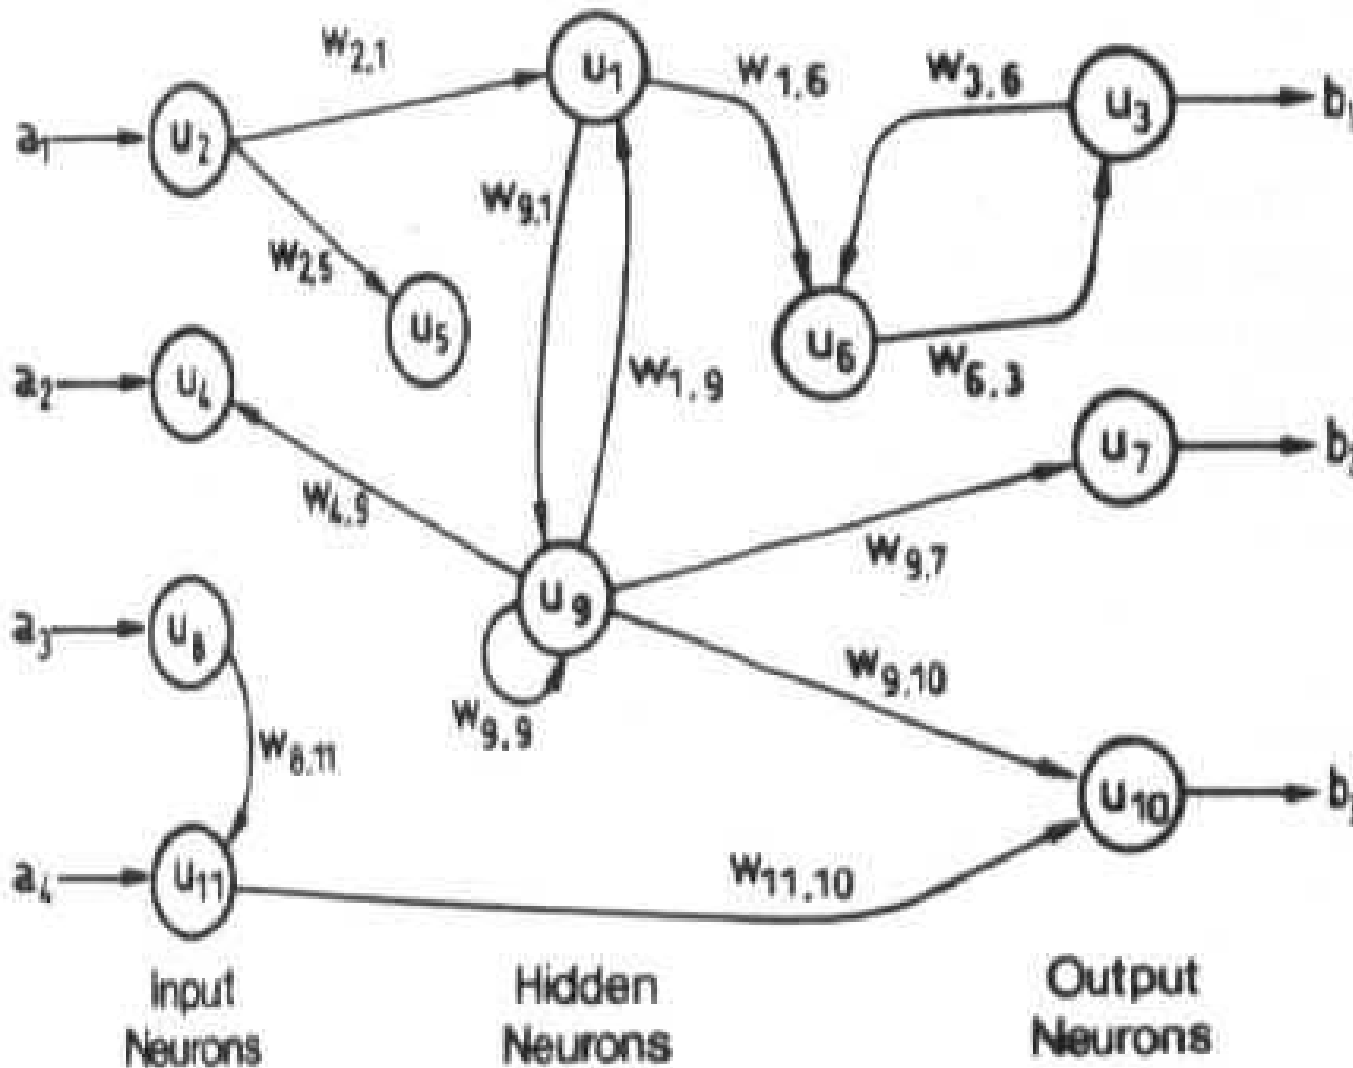 w2,1
u1
w1,6
w3,6
u3
b1
a1
u2
w9,1
w2,5
u5
u6
w6,3
a2
u4
w1,9
w4,9
u7
w9,7
u9
a3
u8
w9,10
w9,9
w8,11
u10
a4
u11
w11,10
Input
Neurons
Hidden
Neurons
Output
Neurons